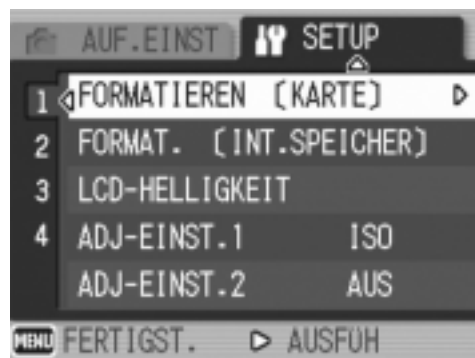 AUF.EINST SETUP
1 FORMATIEREN [KARTE]
2 FORMAT. [INT.SPEICHER]
3 LCD-HELLIGKEIT
4 ADJ-EINST.1 ISO
ADJ-EINST.2 AUS
MENU FERTIGST. AUSFÜH